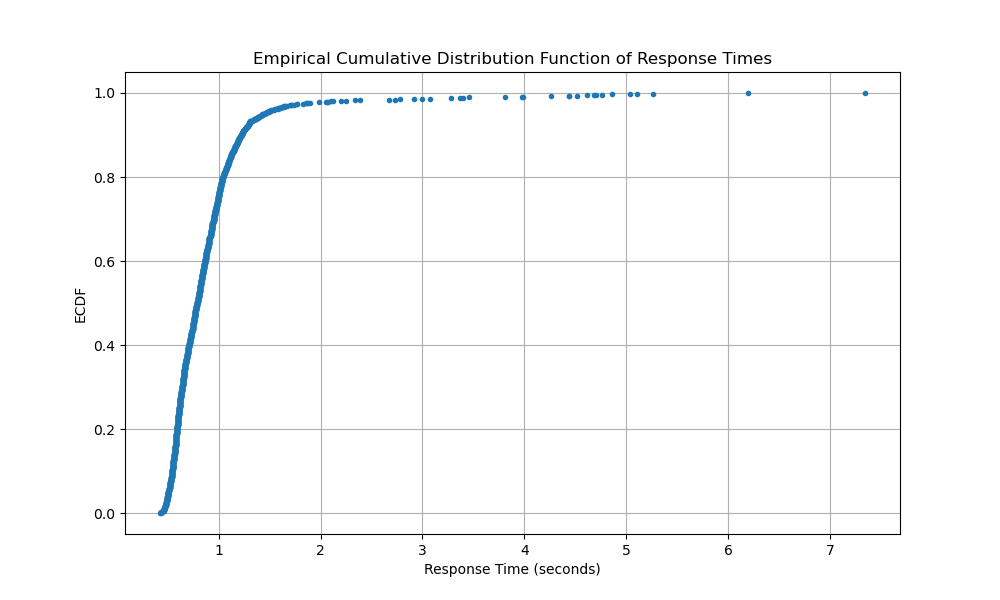 Empirical Cumulative Distribution Function of Response Times
1.0
0.8
0.6
0.4
0.2
0.0
ECDF
1 2 3 4 5 6 7
Response Time (seconds)